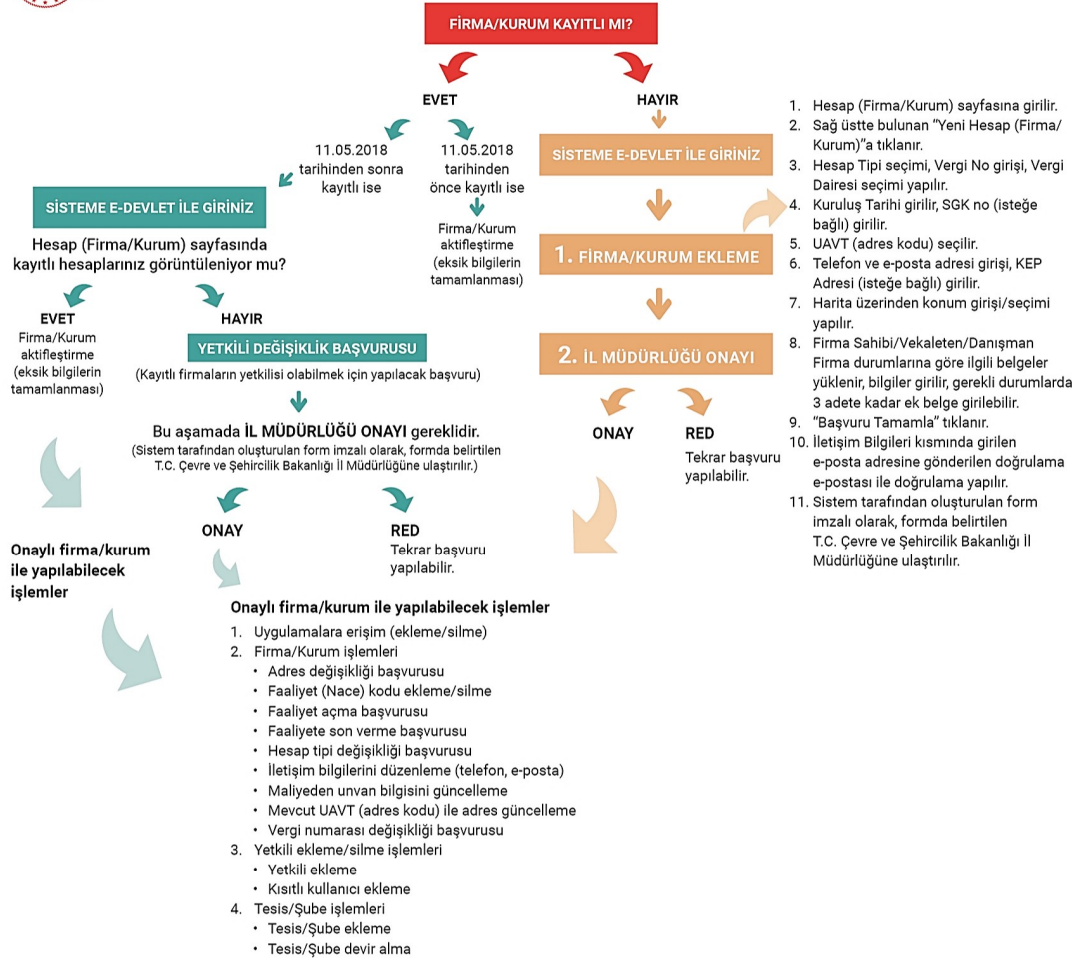 FİRMA/KURUM KAYITLI MI?
EVET
HAYIR
11.05.2018
tarihinden sonra
kayıtlı ise
11.05.2018
tarihinden
önce kayıtlı ise
Firma/Kurum
aktifleştirme
(eksik bilgilerin
tamamlanması)
SİSTEME E-DEVLET İLE GİRİNİZ
Hesap (Firma/Kurum) sayfasında
kayıtlı hesaplarınız görüntüleniyor mu?
EVET
Firma/Kurum
aktifleştirme
(eksik bilgilerin
tamamlanması)
HAYIR
YETKİLİ DEĞİŞİKLİK BAŞVURUSU
(Kayıtlı firmaların yetkilisi olabilmek için yapılacak başvuru)
Bu aşamada İL MÜDÜRLÜĞÜ ONAYI gereklidir.
(Sistem tarafından oluşturulan form imzalı olarak, formda belirtilen
T.C. Çevre ve Şehircilik Bakanlığı İl Müdürlüğüne ulaştırılır.)
ONAY
RED
Tekrar başvuru
yapılabilir.
Onaylı firma/kurum
ile yapılabilecek
işlemler
SİSTEME E-DEVLET İLE GİRİNİZ
1. FİRMA/KURUM EKLEME
2. İL MÜDÜRLÜĞÜ ONAYI
ONAY
RED
Tekrar başvuru
yapılabilir.
1. Hesap (Firma/Kurum) sayfasına girilir.
2. Sağ üstte bulunan “Yeni Hesap (Firma/
Kurum)”a tıklanır.
3. Hesap Tipi seçimi, Vergi No girişi, Vergi
Dairesi seçimi yapılır.
4. Kuruluş Tarihi girilir, SGK no (isteğe
bağlı) girilir.
5. UAVT (adres kodu) seçilir.
6. Telefon ve e-posta adresi girişi, KEP
Adresi (isteğe bağlı) girilir.
7. Harita üzerinden konum girişi/seçimi
yapılır.
8. Firma Sahibi/Vekaleten/Danışman
Firma durumlarına göre ilgili belgeler
yüklenir, bilgiler girilir, gerekli durumlarda
3 adete kadar ek belge girilebilir.
9. “Başvuru Tamamla” tıklanır.
10. İletişim Bilgileri kısmında girilen
e-posta adresine gönderilen doğrulama
e-postası ile doğrulama yapılır.
11. Sistem tarafından oluşturulan form
imzalı olarak, formda belirtilen
T.C. Çevre ve Şehircilik Bakanlığı İl
Müdürlüğüne ulaştırılır.
Onaylı firma/kurum ile yapılabilecek işlemler
1. Uygulamalara erişim (ekleme/silme)
2. Firma/Kurum işlemleri
• Adres değişikliği başvurusu
• Faaliyet (Nace) kodu ekleme/silme
• Faaliyet açma başvurusu
• Faaliyete son verme başvurusu
• Hesap tipi değişikliği başvurusu
• İletişim bilgilerini düzenleme (telefon, e-posta)
• Maliyeden unvan bilgisini güncelleme
• Mevcut UAVT (adres kodu) ile adres güncelleme
• Vergi numarası değişikliği başvurusu
3. Yetkili ekleme/silme işlemleri
• Yetkili ekleme
• Kısıtlı kullanıcı ekleme
4. Tesis/Şube işlemleri
• Tesis/Şube ekleme
• Tesis/Şube devir alma